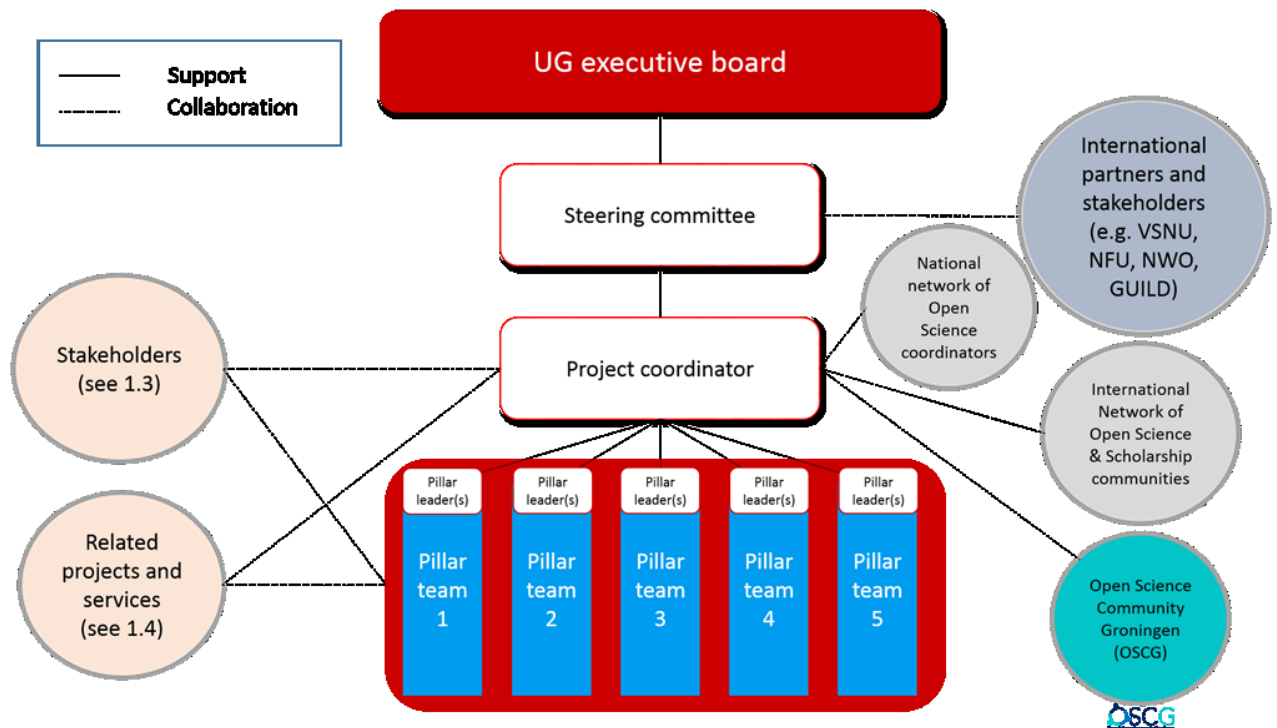 Support
Collaboration
UG executive board
Steering committee
International
partners and
stakeholders
(e.g. VSNU,
NFU, NWO,
GUILD)
National
network of
Open
Science
coordinators
Stakeholders
(see 1.3)
Project coordinator
International
Network of
Open Science
& Scholarship
communities
Related
projects and
services
(see 1.4)
Pillar
leader(s)
Pillar
team
1
Pillar
leader(s)
Pillar
team
2
Pillar
leader(s)
Pillar
team
3
Pillar
leader(s)
Pillar
team
4
Pillar
leader(s)
Pillar
team
5
Open Science
Community
Groningen
(OSCG)
OSCG